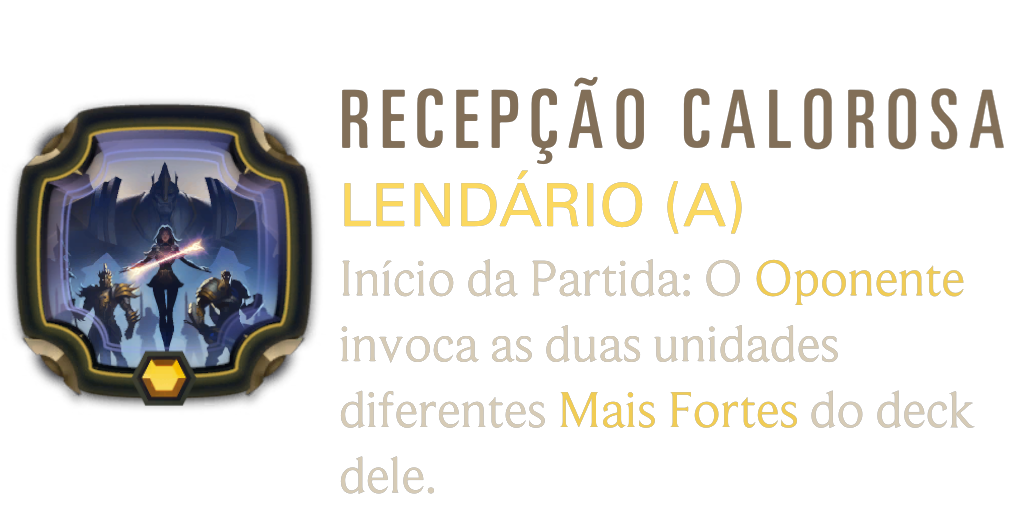 RECEPÇÃO CALOROSA
LENDÁRIO (A)
Início da Partida: O Oponente
invoca as duas unidades
diferentes Mais Fortes do deck
dele.